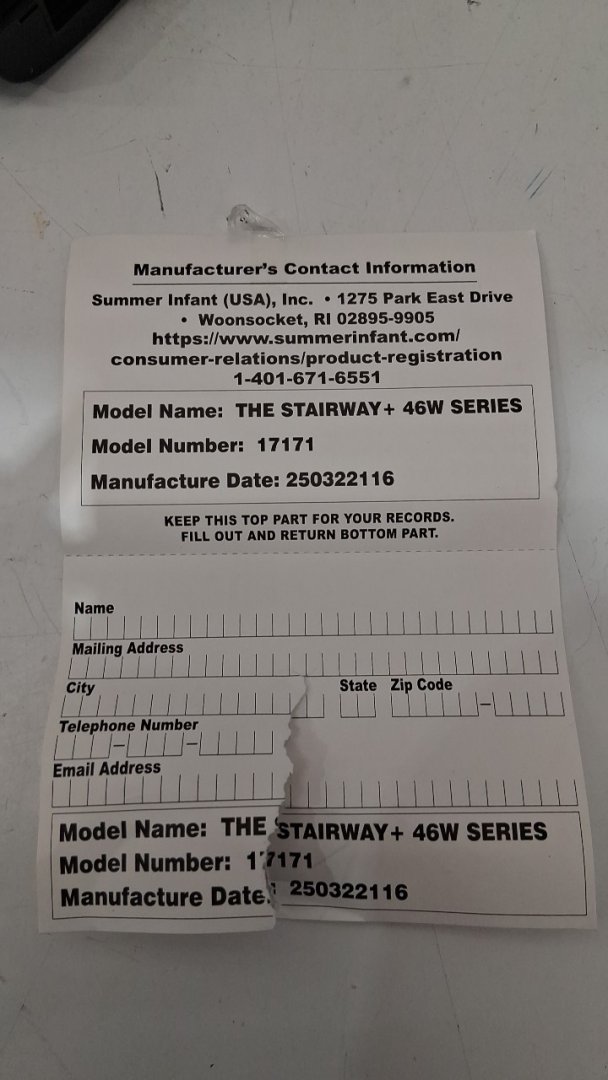 Manufacturer's Contact Information
Summer Infant (USA), Inc. • 1275 Park East Drive
• Woonsocket, RI 02895-9905
https://www.summerinfant.com/
consumer-relations/product-registration
1-401-671-6551
Model Name: THE STAIRWAY+ 46W SERIES
Model Number: 17171
Manufacture Date: 250322116
KEEP THIS TOP PART FOR YOUR RECORDS.
FILL OUT AND RETURN BOTTOM PART.
Name
Mailing Address
City State Zip Code
Telephone Number
Email Address
Model Name: THE STAIRWAY+ 46W SERIES
Model Number: 17171
Manufacture Date: 250322116